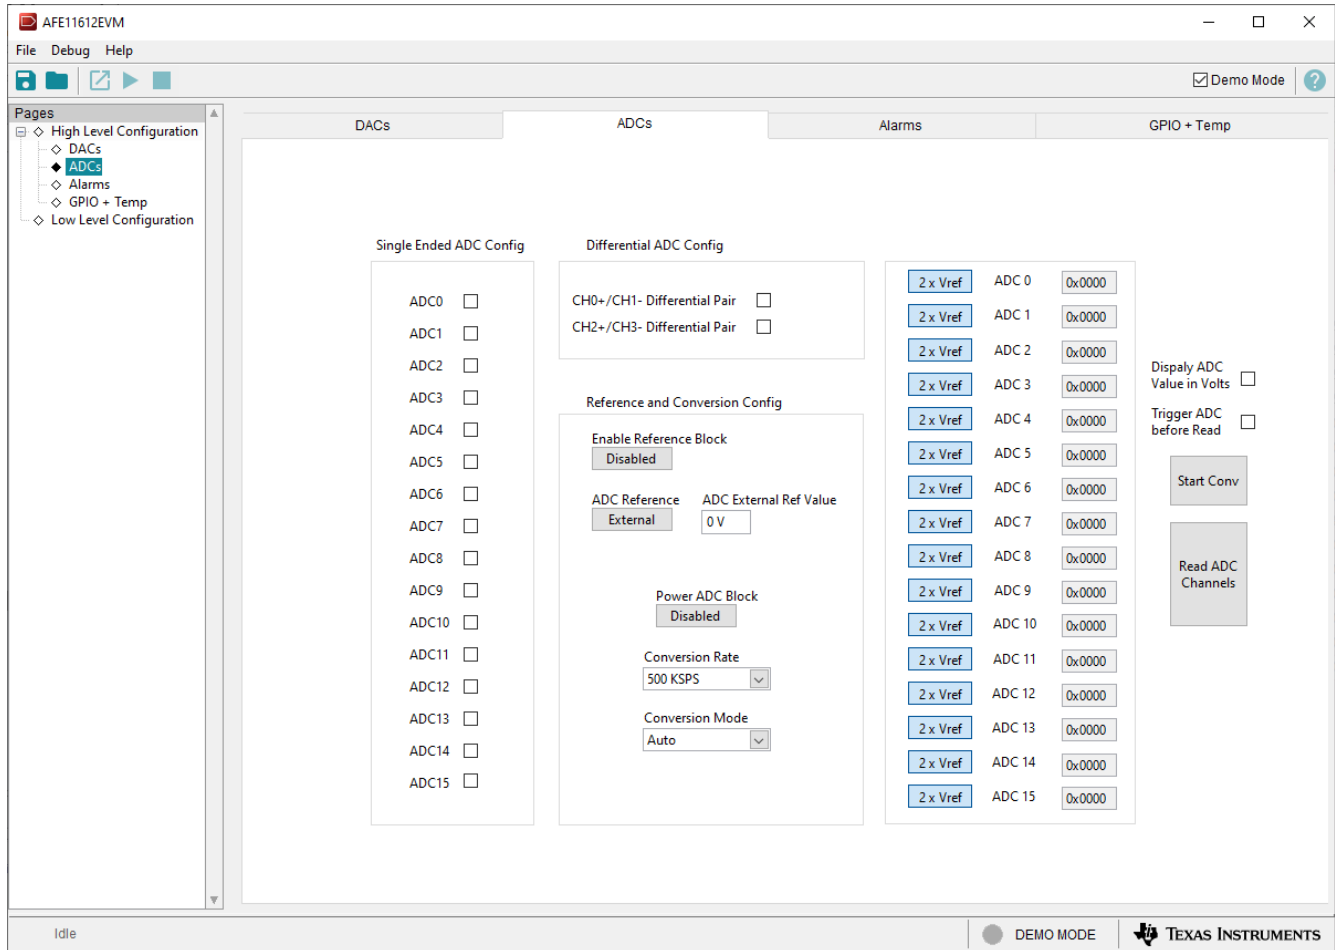 AFE11612EVM
File Debug Help
Demo Mode
Pages
High Level Configuration
DACs
ADCs
Alarms
GPIO + Temp
Low Level Configuration
DACs ADCs Alarms GPIO + Temp
Single Ended ADC Config
ADC0
ADC1
ADC2
ADC3
ADC4
ADC5
ADC6
ADC7
ADC8
ADC9
ADC10
ADC11
ADC12
ADC13
ADC14
ADC15
Differential ADC Config
CH0+/CH1- Differential Pair
CH2+/CH3- Differential Pair
Reference and Conversion Config
Enable Reference Block
Disabled
ADC Reference ADC External Ref Value
External 0 V
Power ADC Block
Disabled
Conversion Rate
500 KSPS
Conversion Mode
Auto
2 x Vref ADC 0 0x0000
2 x Vref ADC 1 0x0000
2 x Vref ADC 2 0x0000
2 x Vref ADC 3 0x0000
2 x Vref ADC 4 0x0000
2 x Vref ADC 5 0x0000
2 x Vref ADC 6 0x0000
2 x Vref ADC 7 0x0000
2 x Vref ADC 8 0x0000
2 x Vref ADC 9 0x0000
2 x Vref ADC 10 0x0000
2 x Vref ADC 11 0x0000
2 x Vref ADC 12 0x0000
2 x Vref ADC 13 0x0000
2 x Vref ADC 14 0x0000
2 x Vref ADC 15 0x0000
Dispaly ADC
Value in Volts
Trigger ADC
before Read
Start Conv
Read ADC
Channels
Idle
DEMO MODE
TEXAS INSTRUMENTS